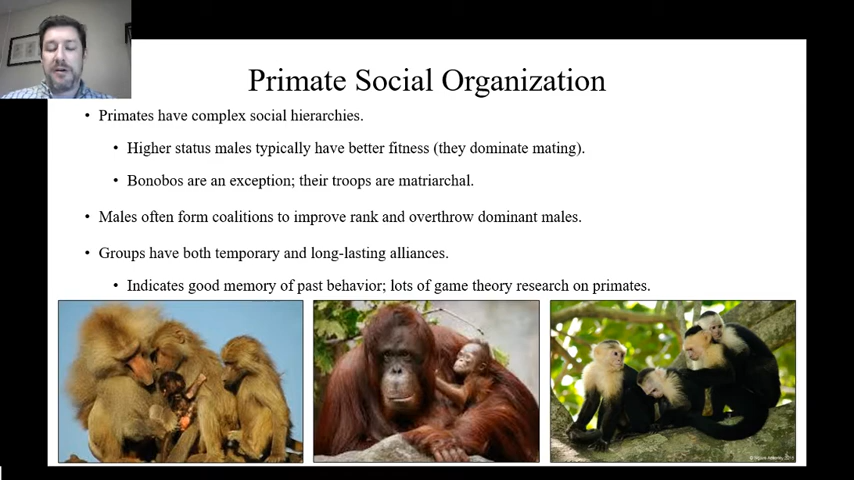 Primate Social Organization
• Primates have complex social hierarchies.
• Higher status males typically have better fitness (they dominate mating).
• Bonobos are an exception; their troops are matriarchal.
• Males often form coalitions to improve rank and overthrow dominant males.
• Groups have both temporary and long-lasting alliances.
• Indicates good memory of past behavior; lots of game theory research on primates.